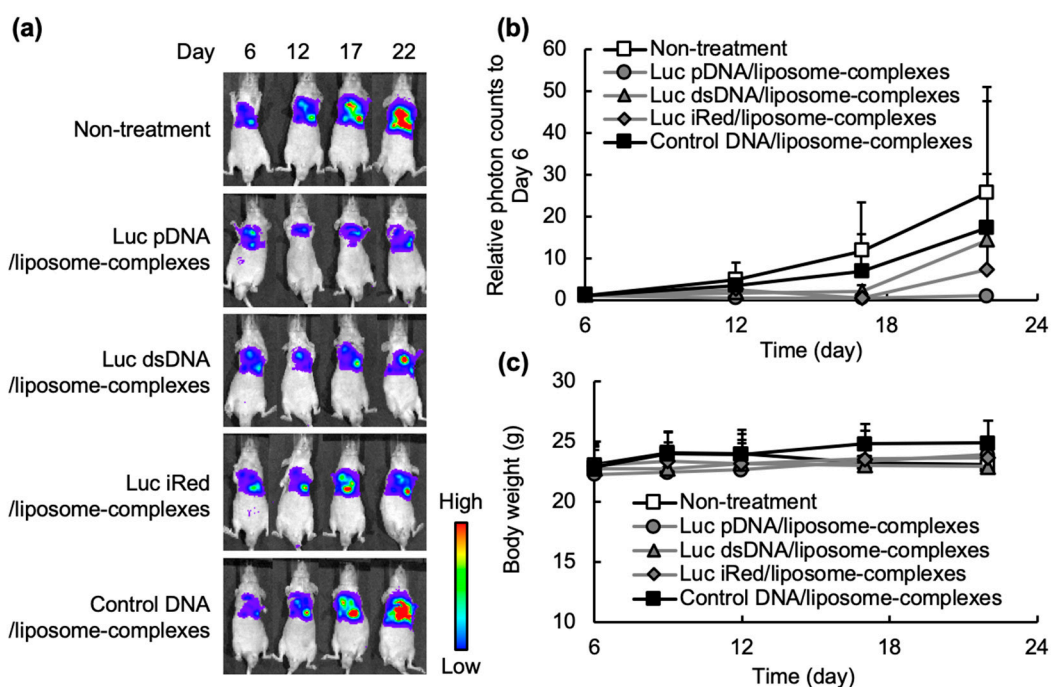 (a)
Day 6 12 17 22
Non-treatment
Luc pDNA
/liposome-complexes
Luc dsDNA
/liposome-complexes
Luc iRed
/liposome-complexes
Control DNA
/liposome-complexes
High
Low
(b)
Relative photon counts to
Day 6
60
50
40
30
20
10
0
6 12 18 24
Time (day)
Non-treatment
Luc pDNA/liposome-complexes
Luc dsDNA/liposome-complexes
Luc iRed/liposome-complexes
Control DNA/liposome-complexes
(c)
Body weight (g)
30
25
20
15
10
6 12 18 24
Time (day)
Non-treatment
Luc pDNA/liposome-complexes
Luc dsDNA/liposome-complexes
Luc iRed/liposome-complexes
Control DNA/liposome-complexes